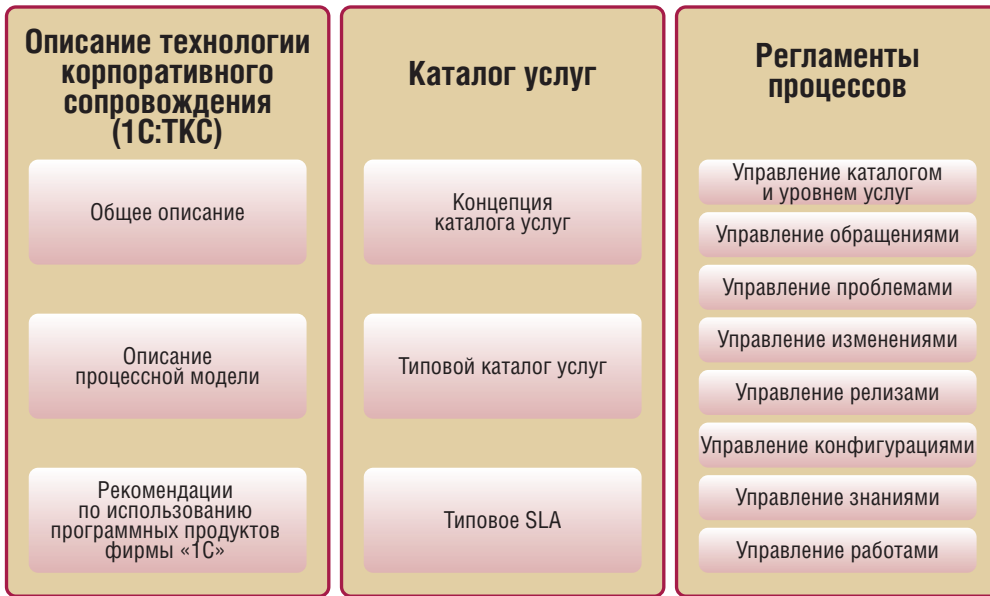 Описание технологии
корпоративного
сопровождения
(1С:ТКС)
Общее описание
Описание
процессной модели
Рекомендации
по использованию
программных продуктов
фирмы «1С»
Каталог услуг
Концепция
каталога услуг
Типовой каталог услуг
Типовое SLA
Регламенты
процессов
Управление каталогом
и уровнем услуг
Управление обращениями
Управление проблемами
Управление изменениями
Управление релизами
Управление конфигурациями
Управление знаниями
Управление работами